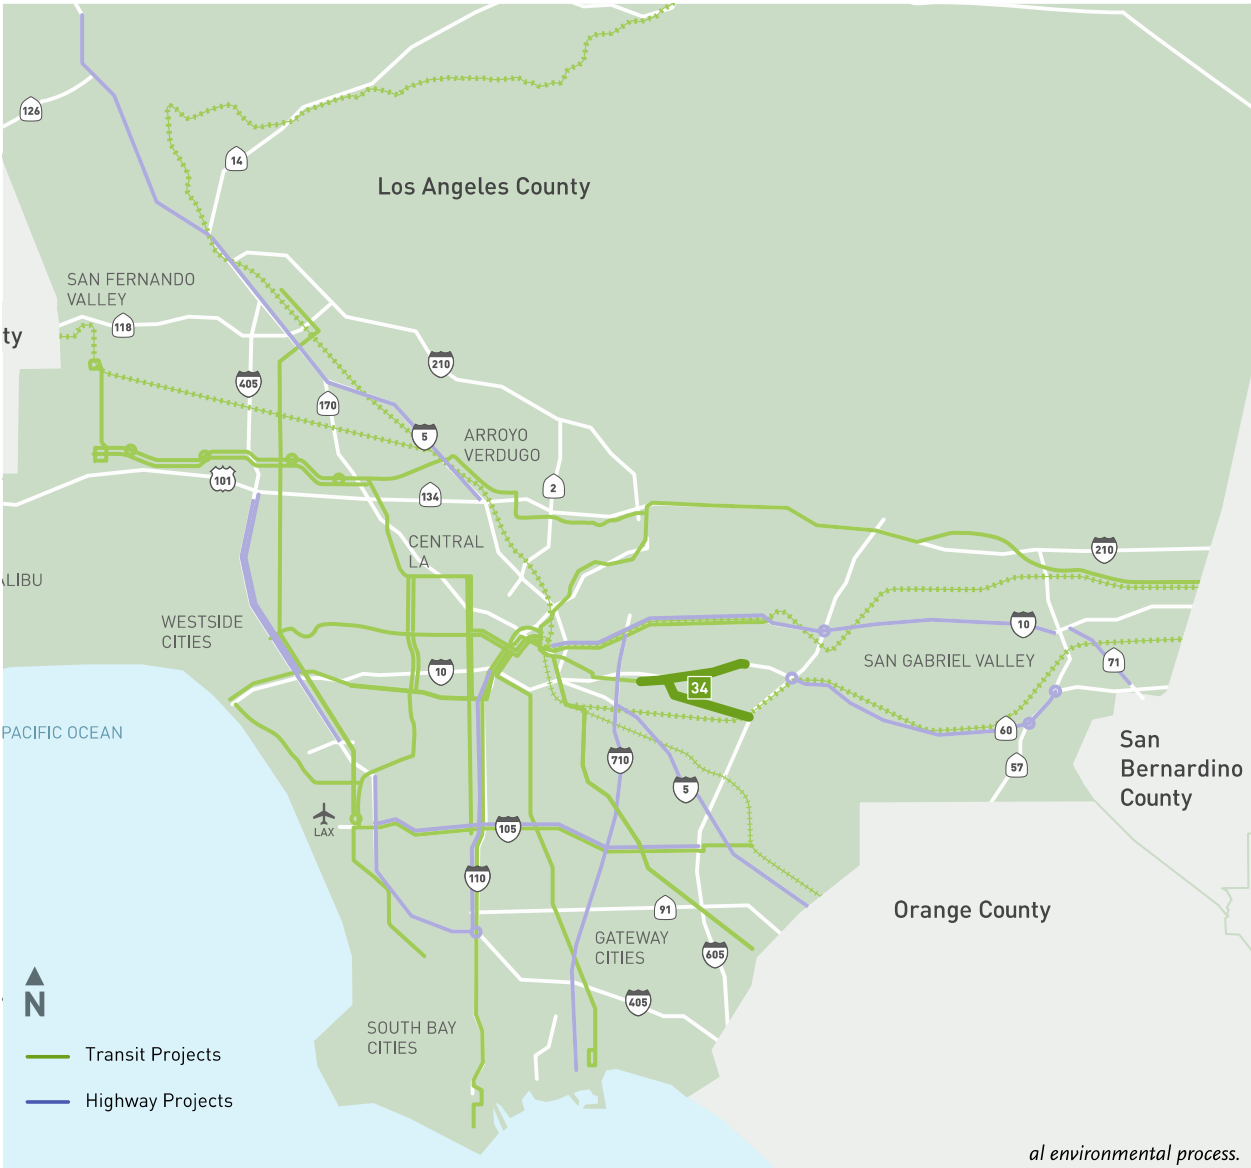 126
14
Los Angeles County
SAN FERNANDO
VALLEY
118
ty
210
405
170
5
ARROYO
VERDUGO
101
134
2
CENTRAL
LA
210
ALIBU
WESTSIDE
CITIES
10
10
SAN GABRIEL VALLEY
71
34
PACIFIC OCEAN
60
57
San
Bernardino
County
710
5
LAX
105
110
91
Orange County
GATEWAY
CITIES
605
405
N
SOUTH BAY
CITIES
Transit Projects
Highway Projects
al environmental process.